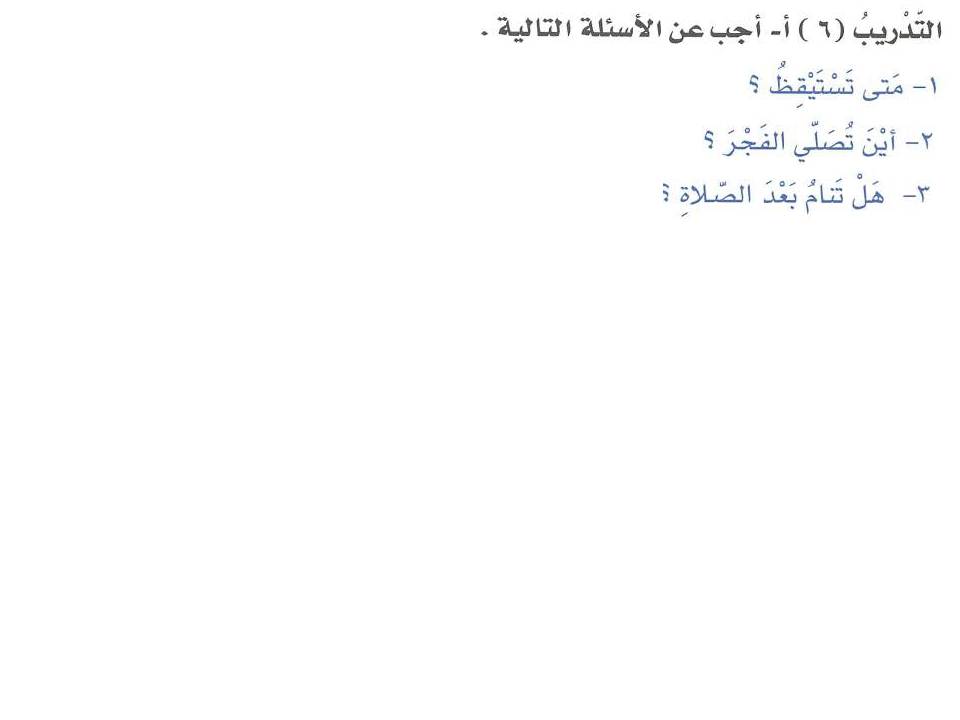 التَّدْريبُ (٦ ) أ- أجب عن الأسئلة التالية .
١- مَتى تَسْتَيْقِظُ ؟
٢- أيْنَ تُصَلّي الفَجْرَ ؟
٣- هَلْ تَنامُ بَعْدَ الصّلاةِ ؟